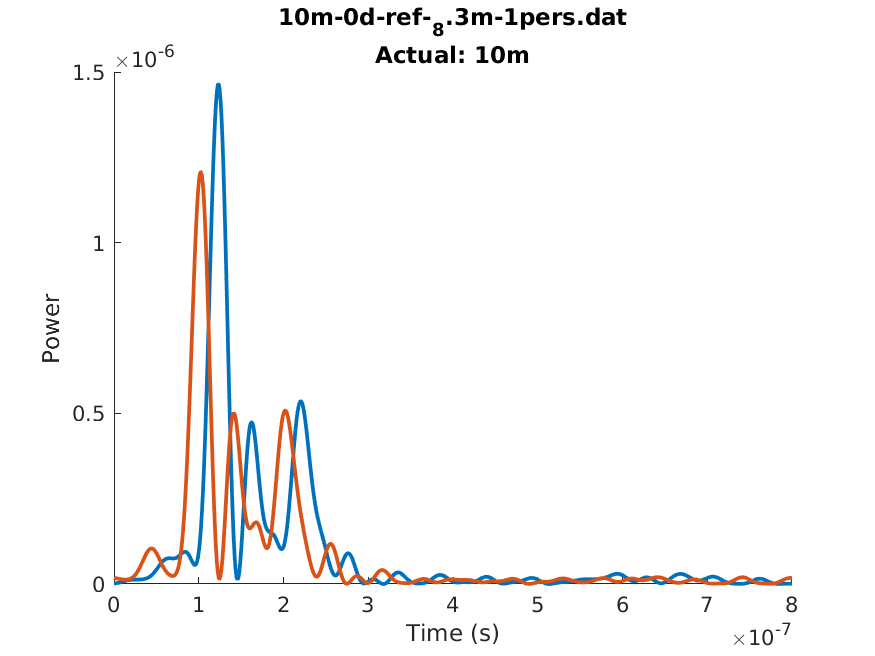 10m-0d-ref-8.3m-1pers.dat
Actual: 10m
×10-6
1.5
1
0.5
0
Power
0 1 2 3 4 5 6 7 8
Time (s)
×10-7